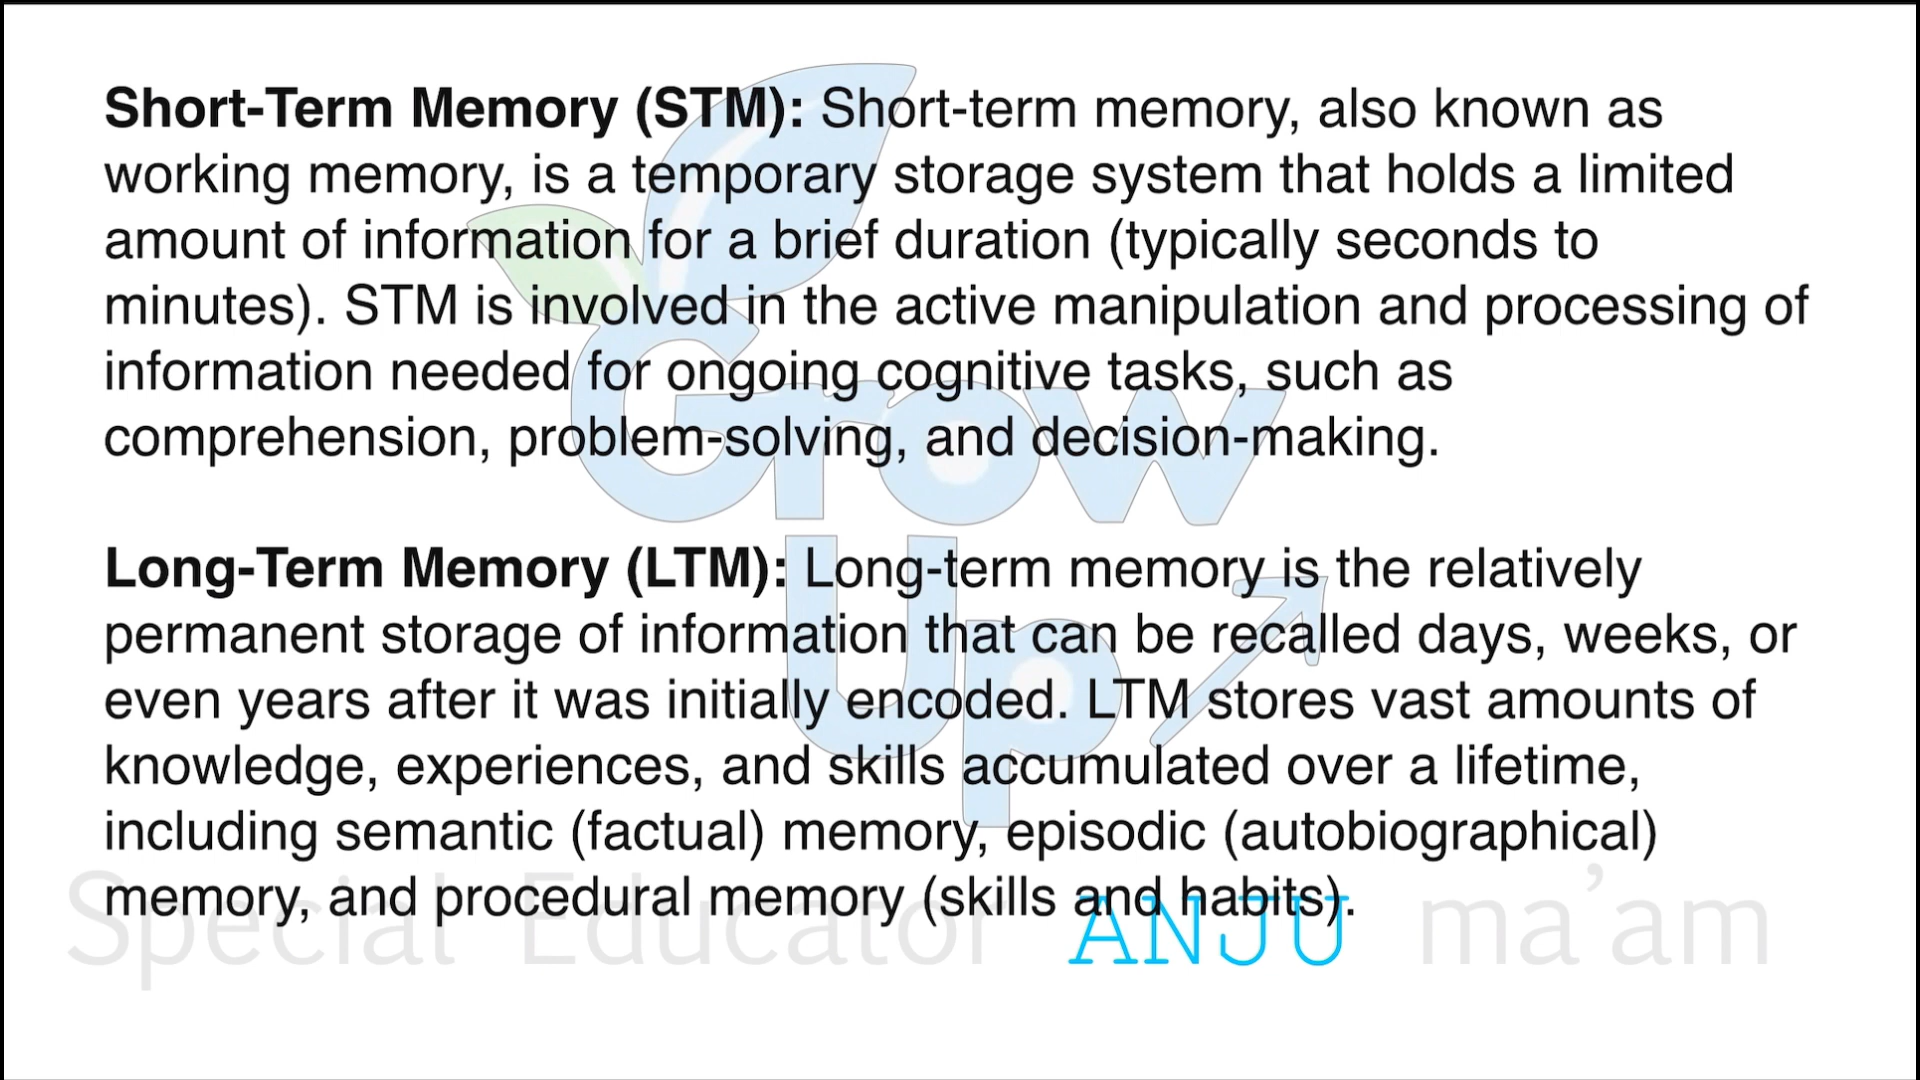 Short-Term Memory (STM): Short-term memory, also known as
working memory, is a temporary storage system that holds a limited
amount of information for a brief duration (typically seconds to
minutes). STM is involved in the active manipulation and processing of
information needed for ongoing cognitive tasks, such as
comprehension, problem-solving, and decision-making.
Grow
Up
Long-Term Memory (LTM): Long-term memory is the relatively
permanent storage of information that can be recalled days, weeks, or
even years after it was initially encoded. LTM stores vast amounts of
knowledge, experiences, and skills accumulated over a lifetime,
including semantic (factual) memory, episodic (autobiographical)
memory, and procedural memory (skills and habits).
Special Educator ANJU ma'am